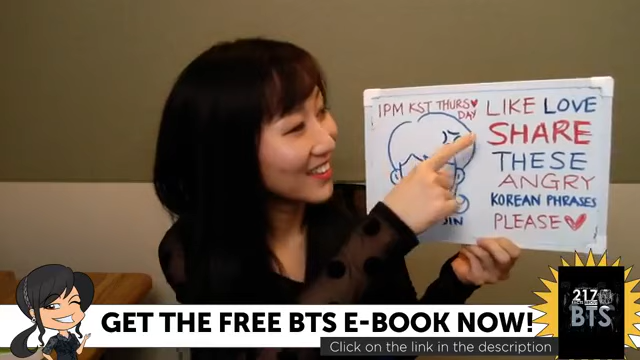 1PM KST THURS♥
DAY
LIKE LOVE
SHARE
THESE
ANGRY
KOREAN PHRASES
PLEASE♥
GET THE FREE BTS E-BOOK NOW!
Click on the link in the description
217
BTS